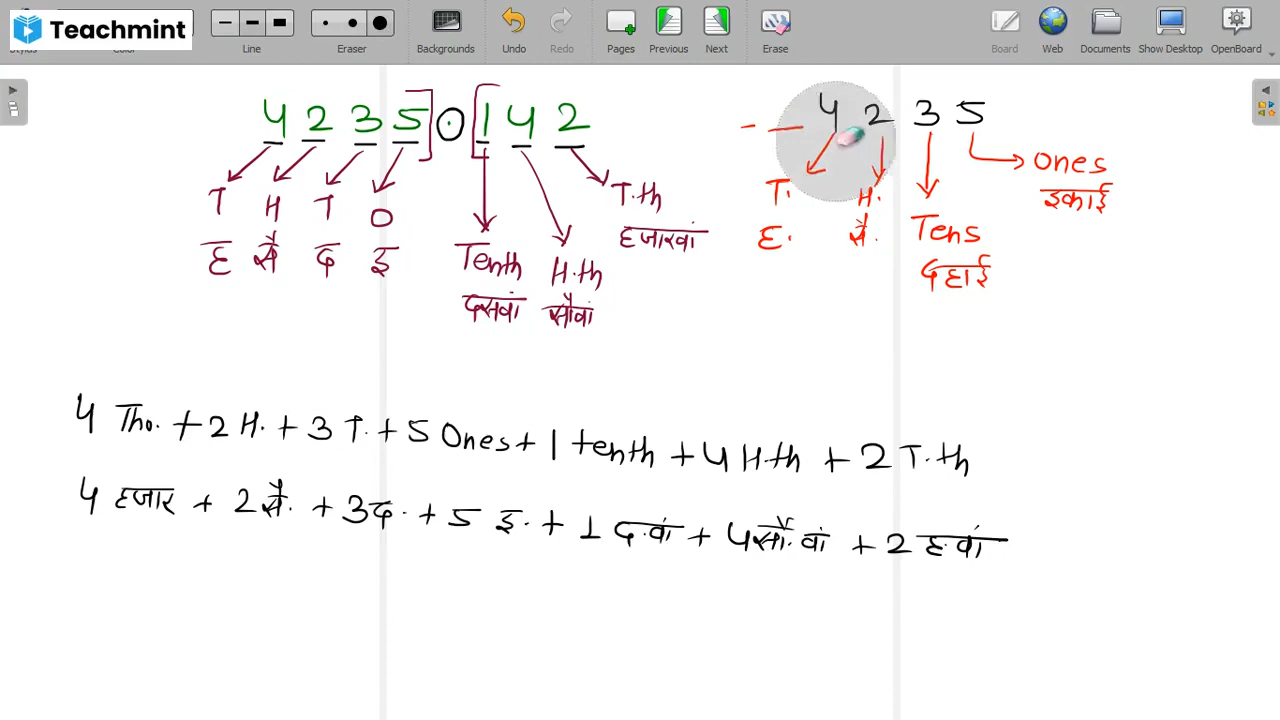 Teachmint
Line
Eraser
Backgrounds
Undo
Redo
Pages
Previous
Next
Erase
Board
Web
Documents
Show Desktop
OpenBoard
4 2 3 5 ] . [ 1 4 2
T H T O
ह सै द इ
Tenth
दसवां
H.th
सौवां
T.th
हजारवां
4 2 3 5
T. H.
ह. सै.
Tens
दहाई
Ones
इकाई
4 Tho. + 2 H. + 3 T. + 5 Ones + 1 tenth + 4 H.th + 2 T.th
4 हजार + 2 सै. + 3 द. + 5 इ. + 1 द.वां + 4 सौ.वां + 2 ह.वां